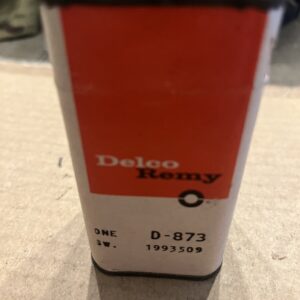 Delco
Remy
ONE D-873
SW. 1993509